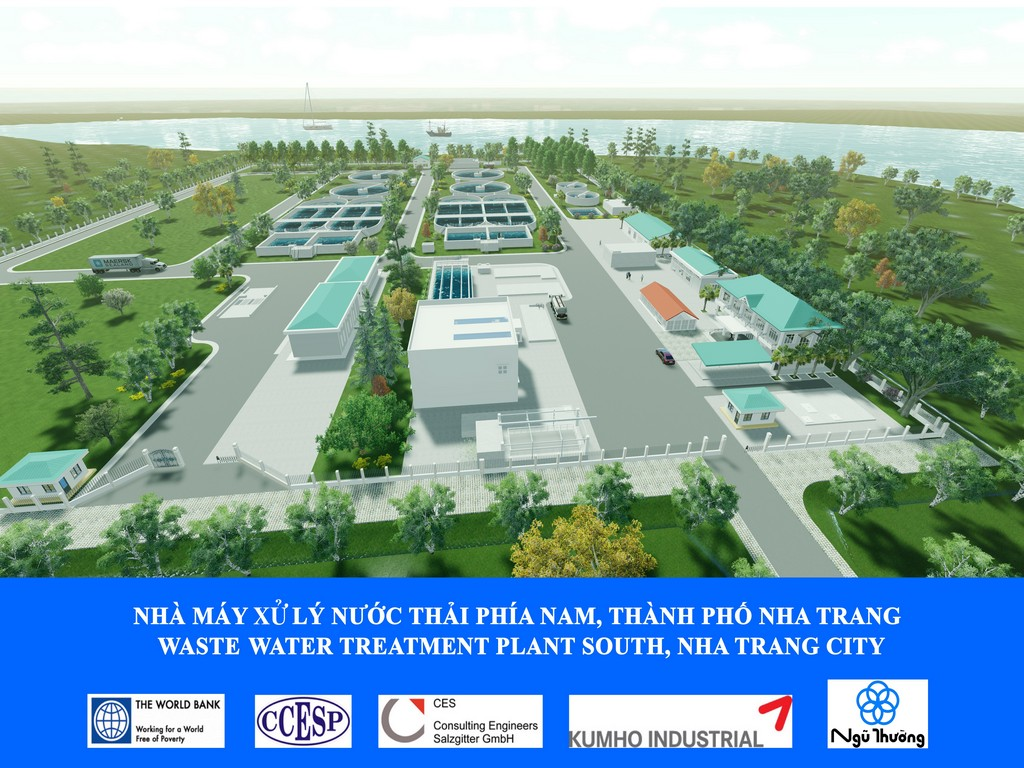 MAERSK
SEALAND
NHÀ MÁY XỬ LÝ NƯỚC THẢI PHÍA NAM, THÀNH PHỐ NHA TRANG
WASTE WATER TREATMENT PLANT SOUTH, NHA TRANG CITY
THE WORLD BANK
Working for a World
Free of Poverty
CCESP
CES
Consulting Engineers
Salzgitter GmbH
KUMHO INDUSTRIAL
Ngũ Thường